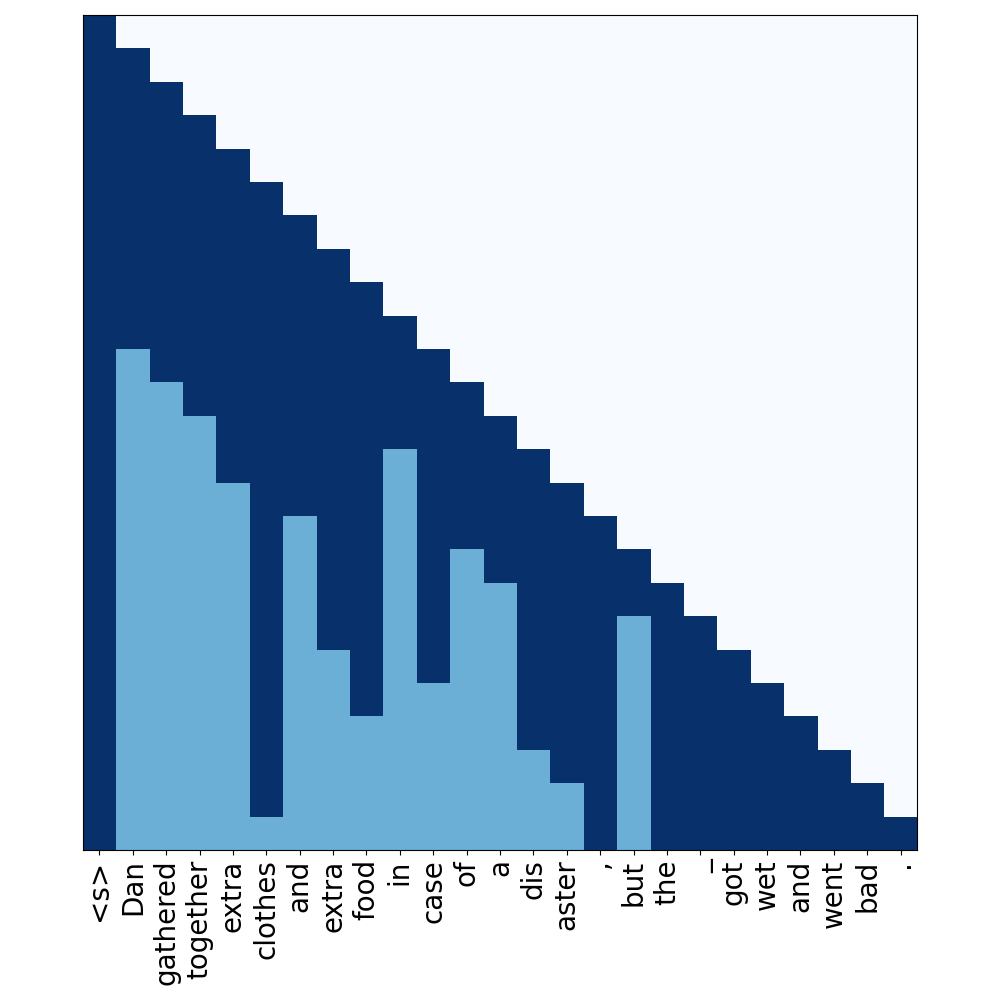 <s> Dan gathered together extra clothes and extra food in case of a dis aster , but the _ got wet and went bad .